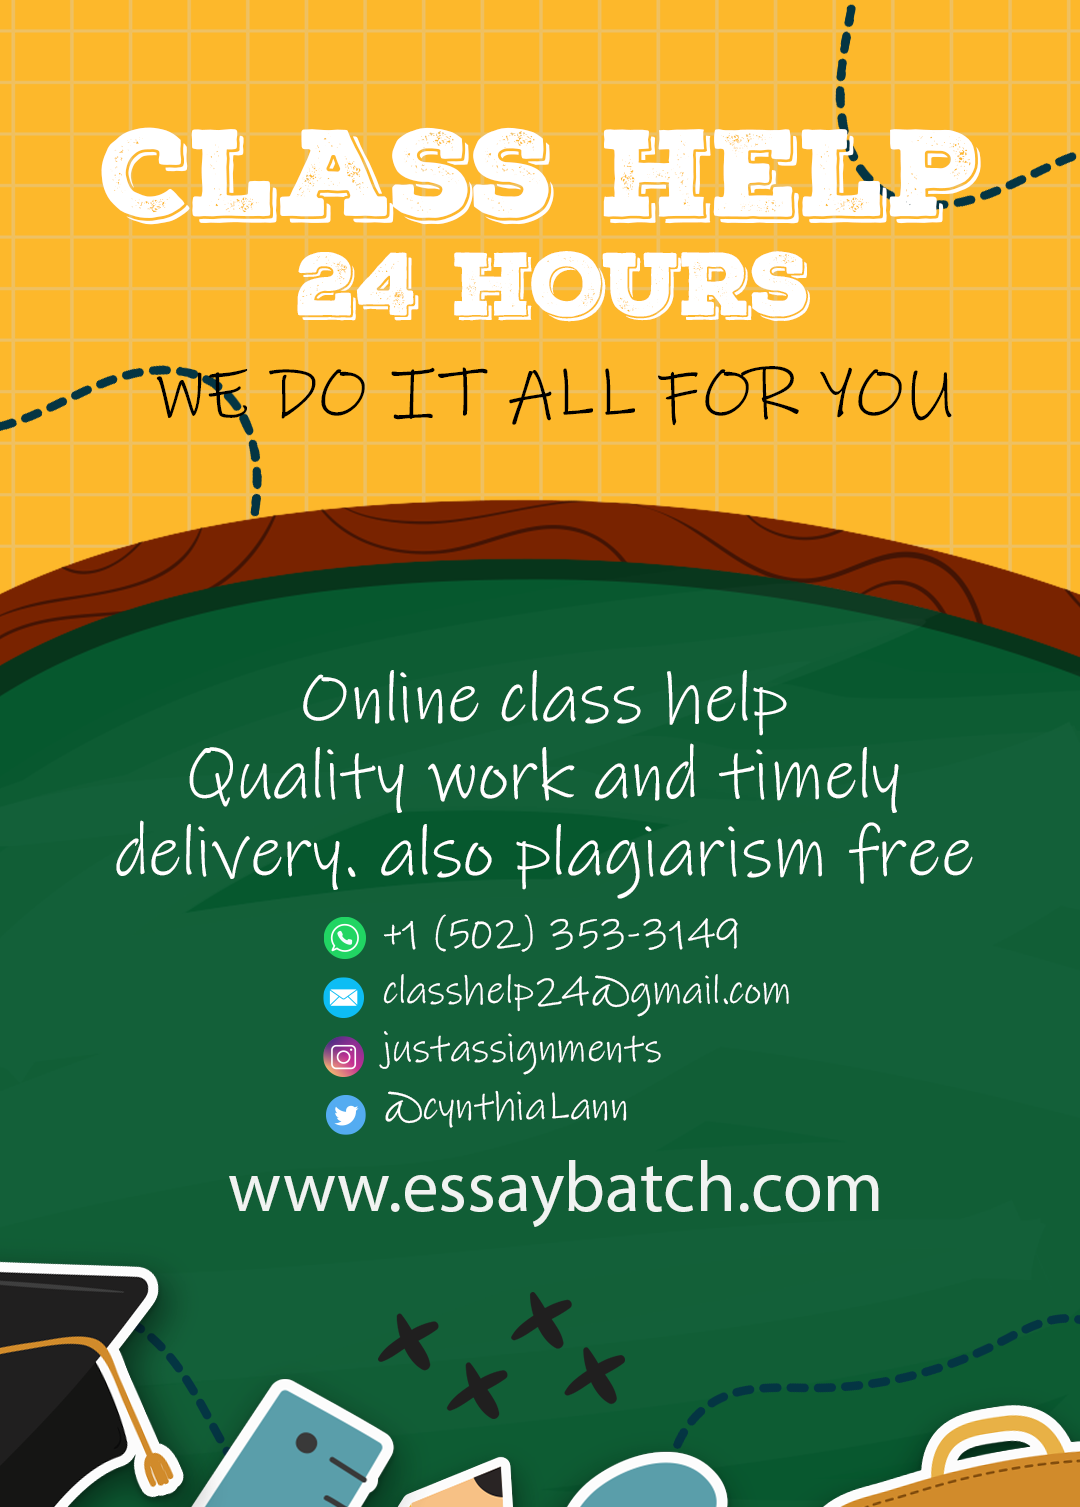 CLASS HELP
24 HOURS
WE DO IT ALL FOR YOU
Online class help
Quality work and timely
delivery. also plagiarism free
+1 (502) 353-3149
classhelp24@gmail.com
justassignments
@cynthiaLann
www.essaybatch.com